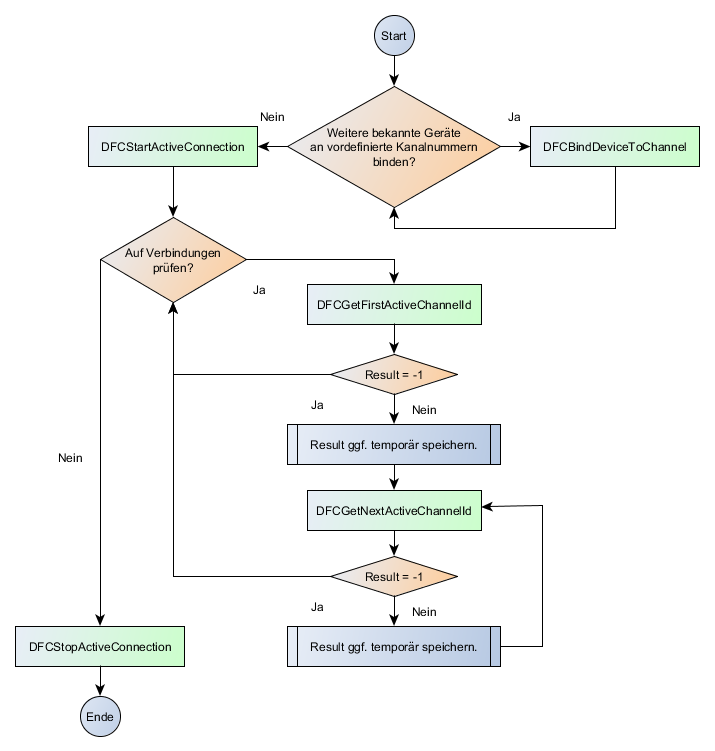 Start
Nein
Ja
Weitere bekannte Geräte
an vordefinierte Kanalnummern
binden?
DFCStartActiveConnection
DFCBindDeviceToChannel
Auf Verbindungen
prüfen?
Ja
DFCGetFirstActiveChannelId
Result = -1
Ja
Nein
Result ggf. temporär speichern.
Nein
DFCGetNextActiveChannelId
Result = -1
Ja
Nein
DFCStopActiveConnection
Result ggf. temporär speichern.
Ende